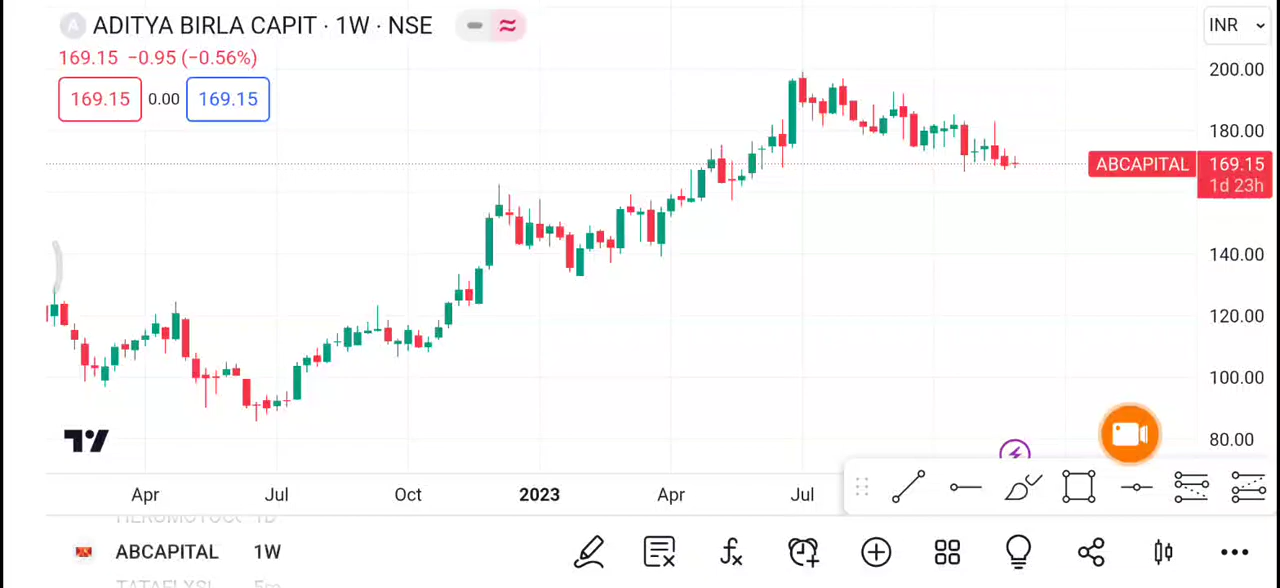 A ADITYA BIRLA CAPIT · 1W · NSE
INR
169.15 −0.95 (−0.56%)
169.15 0.00 169.15
200.00
180.00
ABCAPITAL 169.15
1d 23h
140.00
120.00
100.00
80.00
Apr Jul Oct 2023 Apr Jul
ABCAPITAL 1W